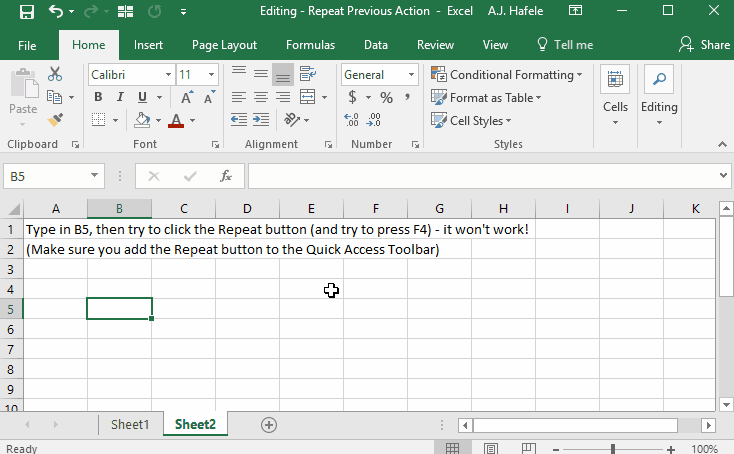 Editing - Repeat Previous Action - Excel A.J. Hafele
File Home Insert Page Layout Formulas Data Review View Tell me Share
Paste
Calibri 11
B I U A A
A
General
$ % ,
.0 .00
.00 .0
Conditional Formatting
Format as Table
Cell Styles
Cells
Editing
Clipboard Font Alignment Number Styles
B5 fx
A B C D E F G H I J K
1 Type in B5, then try to click the Repeat button (and try to press F4) - it won't work!
2 (Make sure you add the Repeat button to the Quick Access Toolbar)
3
4
5
6
7
8
9
10
Sheet1 Sheet2
Ready 100%